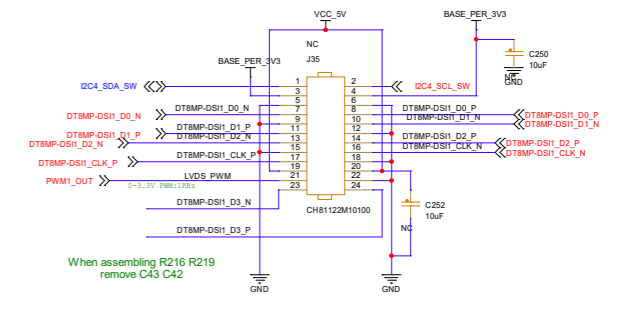 VCC_5V
BASE_PER_3V3
NC
J35
C250
10uF
NC
GND
BASE_PER_3V3
I2C4_SDA_SW
1
2
I2C4_SCL_SW
3
4
5
6
DT8MP-DSI1_D0_N
DT8MP-DSI1_D0_N
7
8
DT8MP-DSI1_D0_P
DT8MP-DSI1_D0_P
9
10
DT8MP-DSI1_D1_N
DT8MP-DSI1_D1_N
DT8MP-DSI1_D1_P
DT8MP-DSI1_D1_P
11
12
DT8MP-DSI1_D2_N
DT8MP-DSI1_D2_N
13
14
DT8MP-DSI1_D2_P
DT8MP-DSI1_D2_P
15
16
DT8MP-DSI1_CLK_N
DT8MP-DSI1_CLK_N
DT8MP-DSI1_CLK_P
DT8MP-DSI1_CLK_P
17
18
19
20
PWM1_OUT
LVDS_PWM
21
22
0-3.3V PWM:1KHz
23
24
DT8MP-DSI1_D3_N
CH81122M10100
C252
10uF
NC
DT8MP-DSI1_D3_P
When assembling R216 R219
remove C43 C42
GND
GND